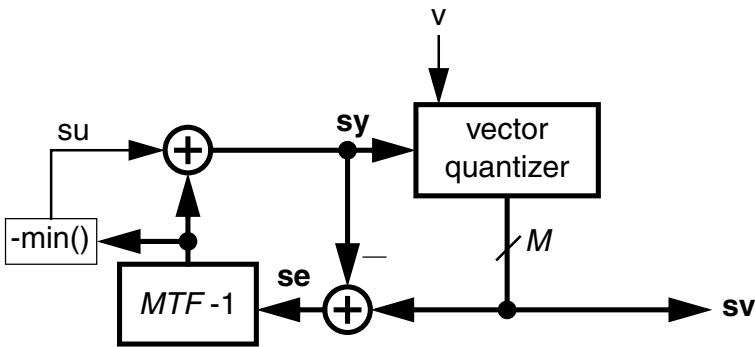 v
su
sy
vector
quantizer
+
-min()
M
se
MTF -1
+
sv
—